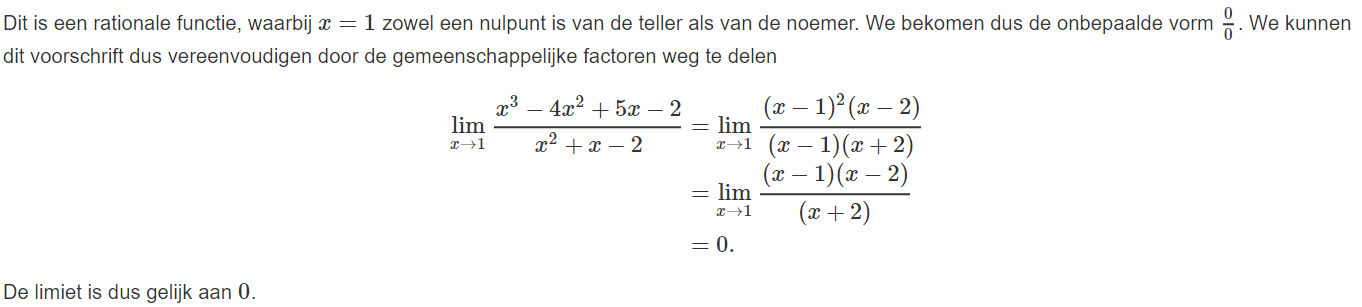 Dit is een rationale functie, waarbij $x = 1$ zowel een nulpunt is van de teller als van de noemer. We bekomen dus de onbepaalde vorm $\frac{0}{0}$. We kunnen
dit voorschrift dus vereenvoudigen door de gemeenschappelijke factoren weg te delen
$\lim_{x \to 1} \frac{x^3 - 4x^2 + 5x - 2}{x^2 + x - 2} = \lim_{x \to 1} \frac{(x - 1)^2(x - 2)}{(x - 1)(x + 2)}$
$= \lim_{x \to 1} \frac{(x - 1)(x - 2)}{(x + 2)}$
$= 0.$
De limiet is dus gelijk aan $0$.